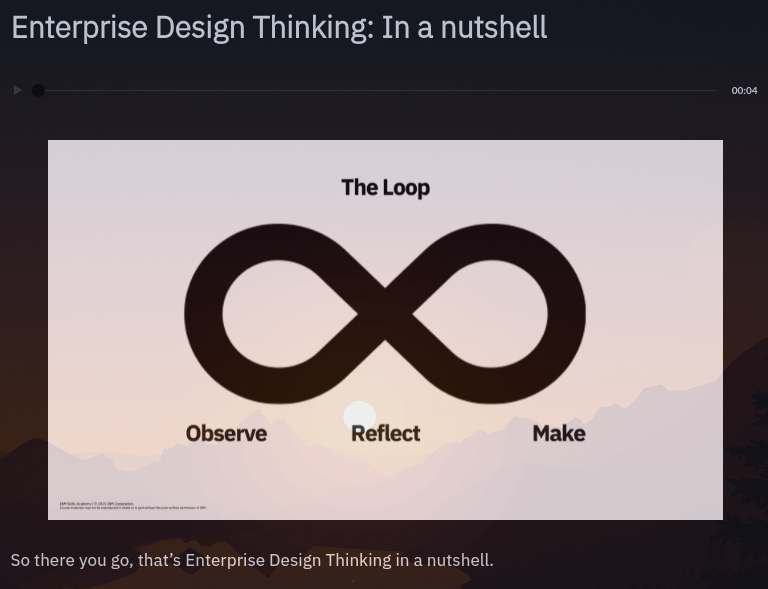 Enterprise Design Thinking: In a nutshell
00:04
The Loop
Observe Reflect Make
So there you go, that’s Enterprise Design Thinking in a nutshell.